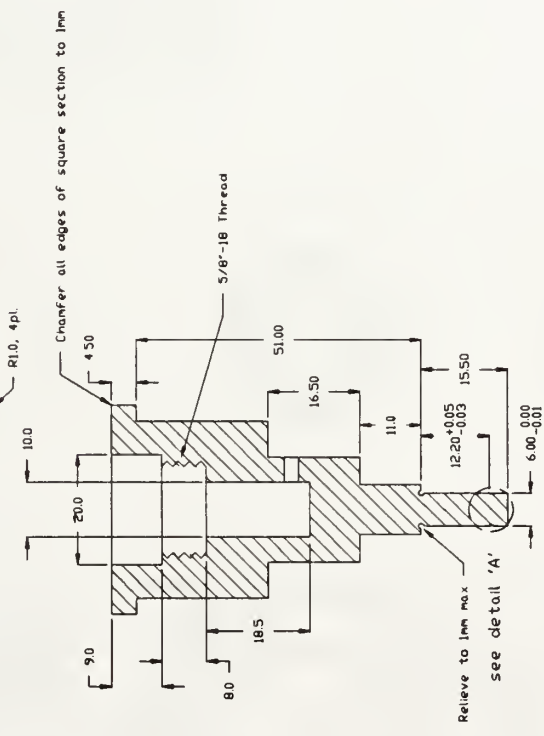 R1.0, 4pl.
Chamfer all edges of square section to 1mm
10.0
4 50
20.0
5/8"-18 Thread
9.0
8.0
18.5
51.00
16.50
11.0
15.50
12.20 +0.05 -0.03
6.00 -0.00 -0.01
Relieve to 1mm max
see detail 'A'